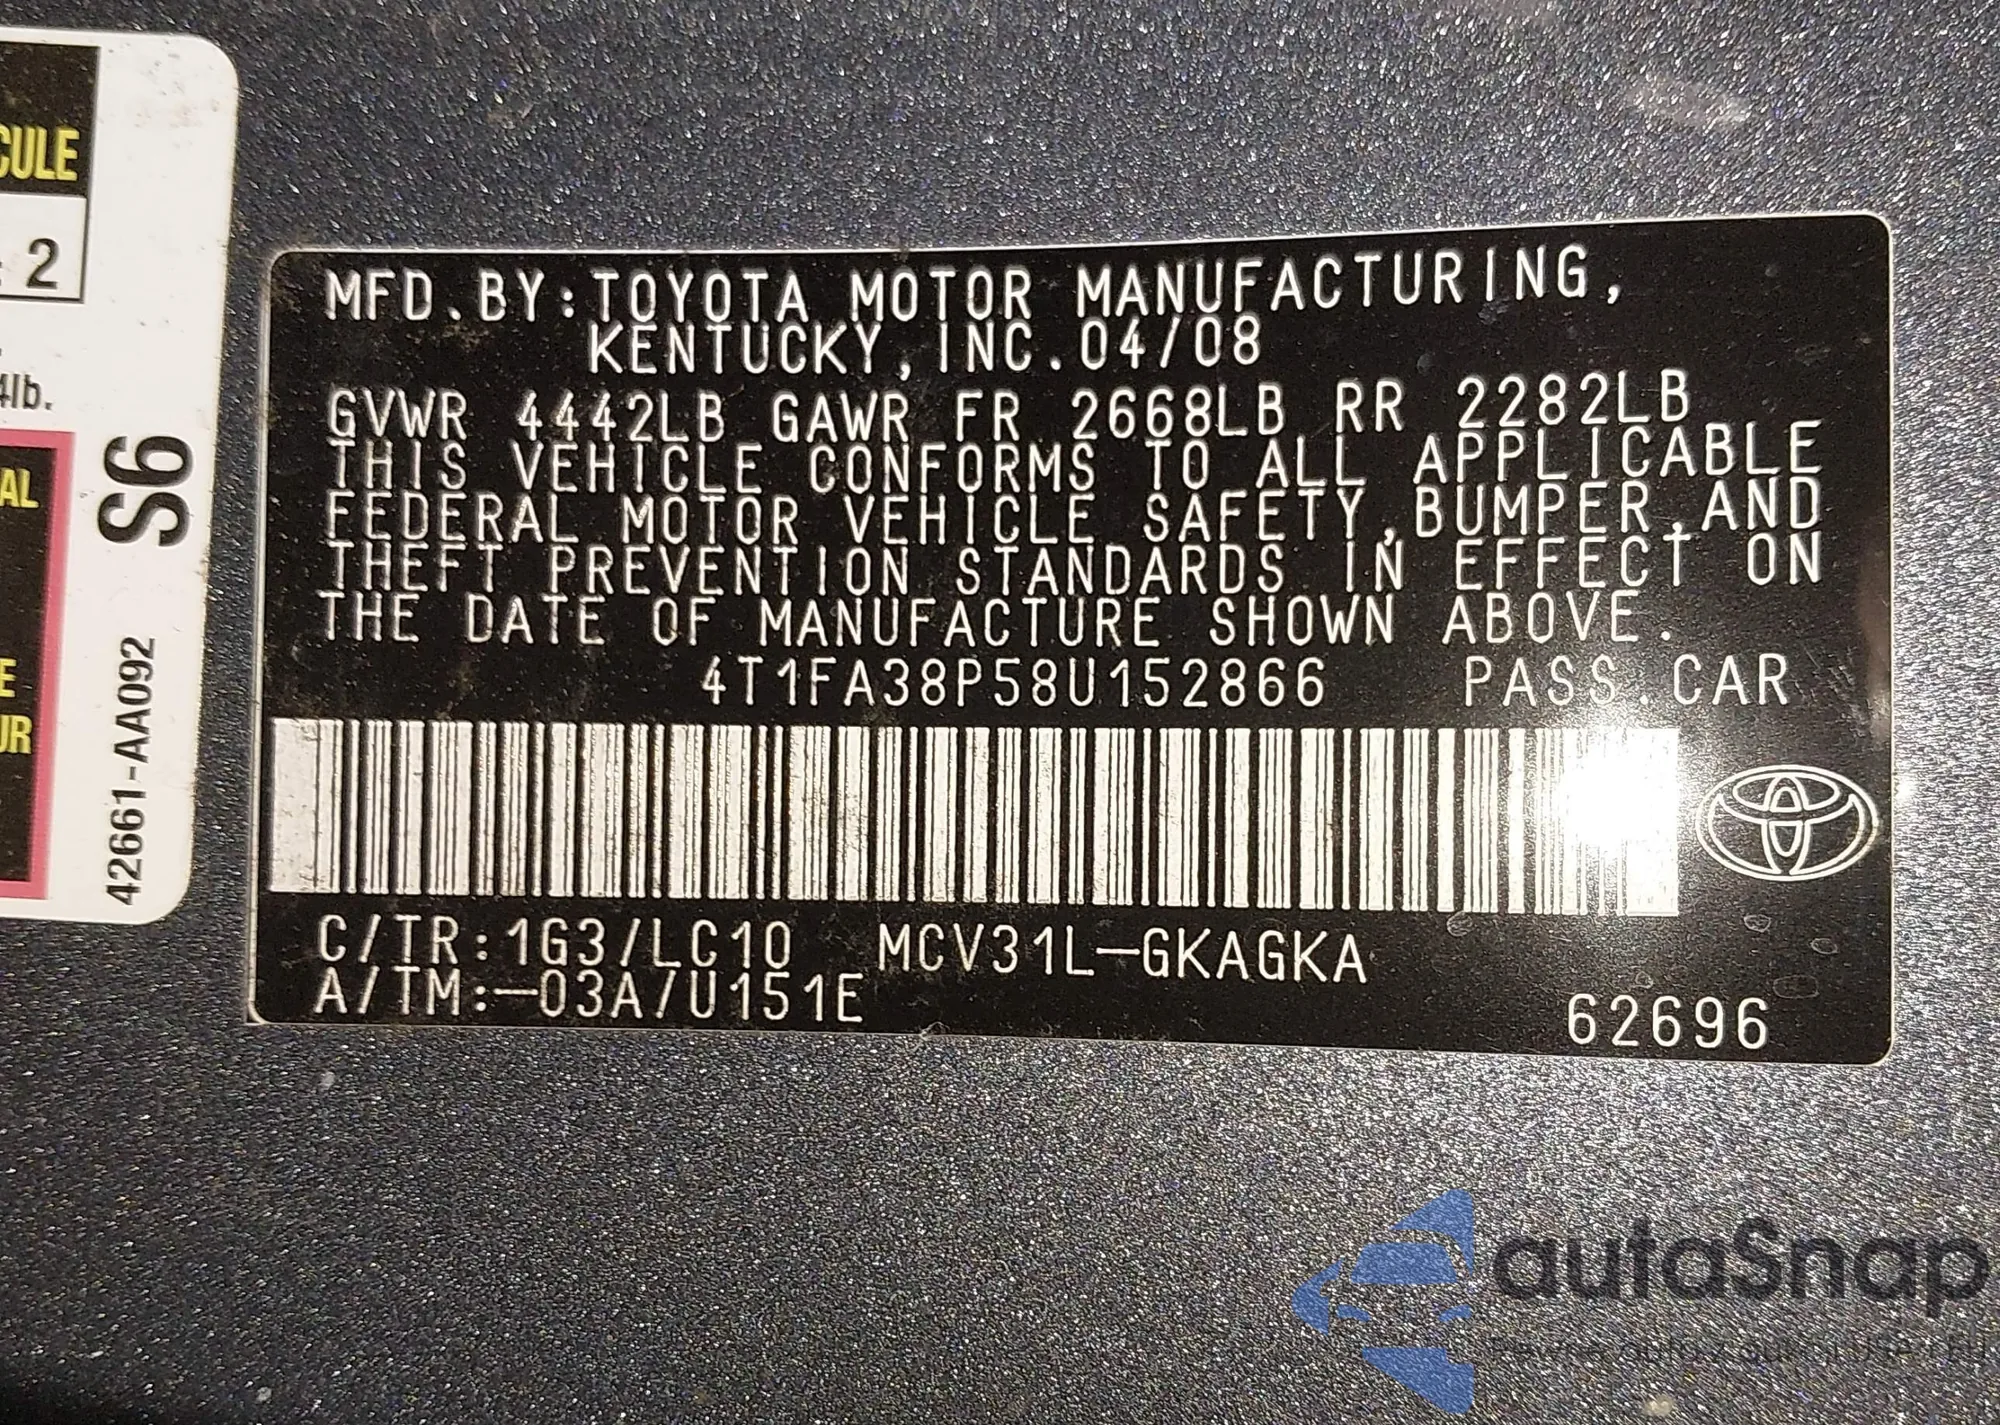 CULE
: 2
4lb.
AL
E
UR
S6
42661-AA092
MFD.BY:TOYOTA MOTOR MANUFACTURING,
KENTUCKY,INC.04/08
GVWR 4442LB GAWR FR 2668LB RR 2282LB
THIS VEHICLE CONFORMS TO ALL APPLICABLE
FEDERAL MOTOR VEHICLE SAFETY,BUMPER,AND
THEFT PREVENTION STANDARDS IN EFFECT ON
THE DATE OF MANUFACTURE SHOWN ABOVE.
4T1FA38P58U152866 PASS.CAR
C/TR:1G3/LC10 MCV31L-GKAGKA
A/TM:-03A/U151E
62696
autoSnap